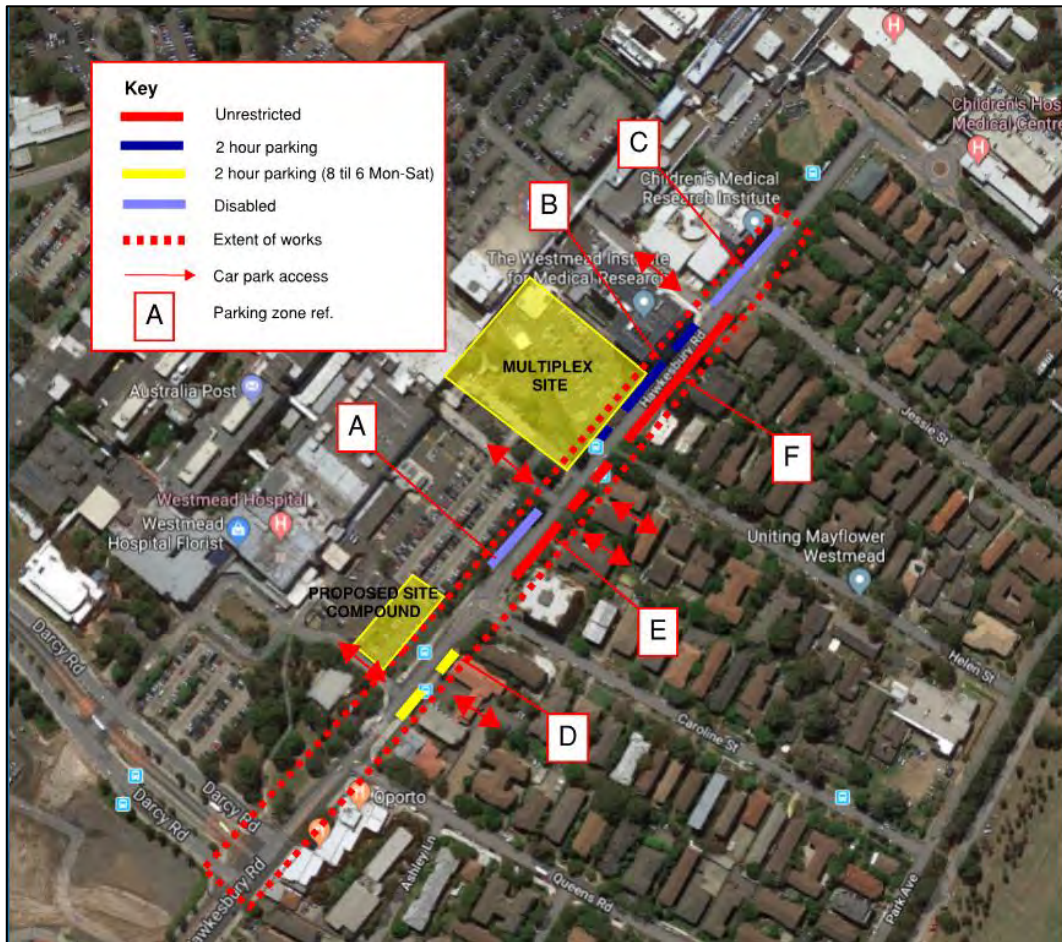 Key
Unrestricted
2 hour parking
2 hour parking (8 til 6 Mon-Sat)
Disabled
Extent of works
Car park access
A
Parking zone ref.
H
Children's Hos
Medical Centre
H
C
Children's Medical
Research Institute
B
The Westmead Institute
for Medical Research
MULTIPLEX
SITE
Hawkesbury Rd
Australia Post
A
Jessie St
F
Westmead Hospital
H
Westmead
Hospital Florist
Uniting Mayflower
Westmead
PROPOSED SITE
COMPOUND
E
Darcy Rd
Helen St
D
Caroline St
Oporto
Darcy Rd
Darcy Rd
Ashley Ln
Queens Rd
Park Ave
Hawkesbury Rd